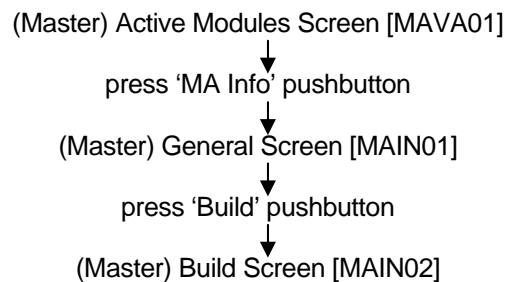 (Master) Active Modules Screen [MAVA01]
press ‘MA Info’ pushbutton
(Master) General Screen [MAIN01]
press ‘Build’ pushbutton
(Master) Build Screen [MAIN02]